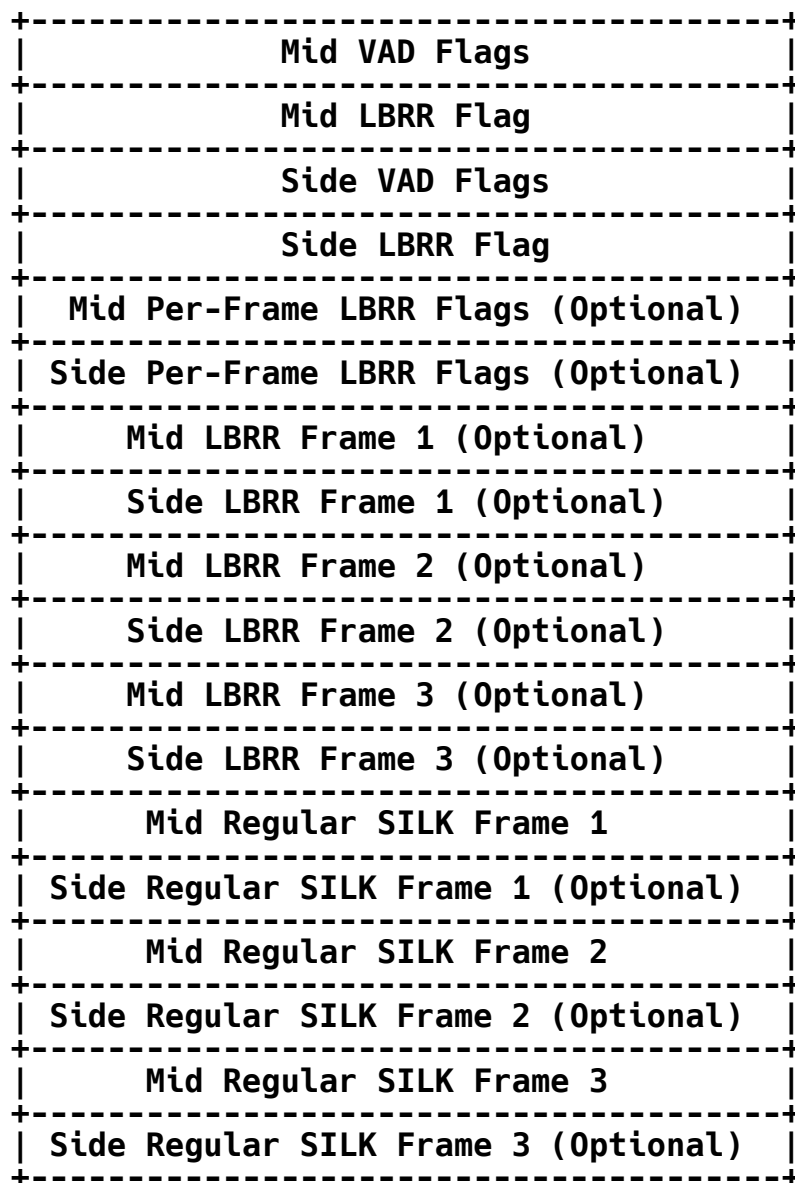 Mid VAD Flags
Mid LBRR Flag
Side VAD Flags
Side LBRR Flag
Mid Per-Frame LBRR Flags (Optional)
Side Per-Frame LBRR Flags (Optional)
Mid LBRR Frame 1 (Optional)
Side LBRR Frame 1 (Optional)
Mid LBRR Frame 2 (Optional)
Side LBRR Frame 2 (Optional)
Mid LBRR Frame 3 (Optional)
Side LBRR Frame 3 (Optional)
Mid Regular SILK Frame 1
Side Regular SILK Frame 1 (Optional)
Mid Regular SILK Frame 2
Side Regular SILK Frame 2 (Optional)
Mid Regular SILK Frame 3
Side Regular SILK Frame 3 (Optional)